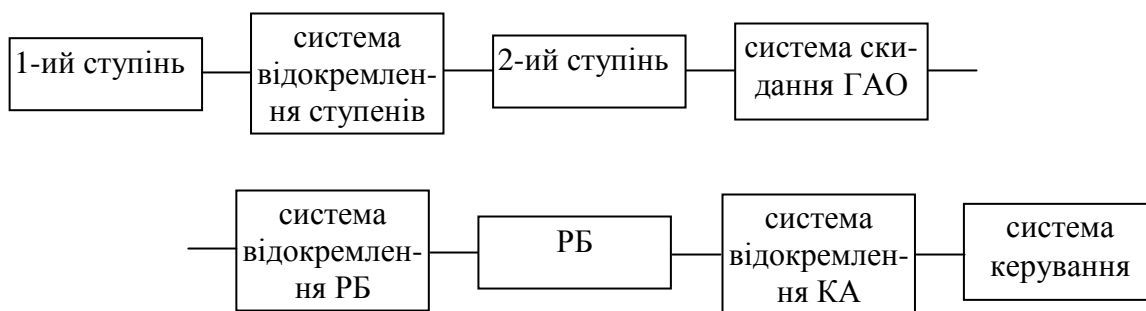 1-ий ступінь
система
відокремлен-
ня ступенів
2-ий ступінь
система ски-
дання ГАО
система
відокремлен-
ня РБ
РБ
система
відокремлен-
ня КА
система
керування